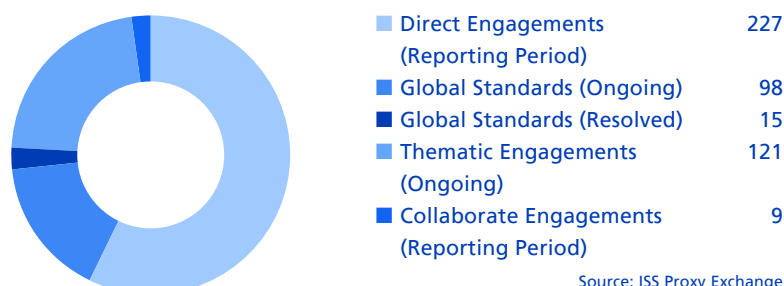 Direct Engagements 227
(Reporting Period)
Global Standards (Ongoing) 98
Global Standards (Resolved) 15
Thematic Engagements 121
(Ongoing)
Collaborate Engagements 9
(Reporting Period)
Source: ISS Proxy Exchange